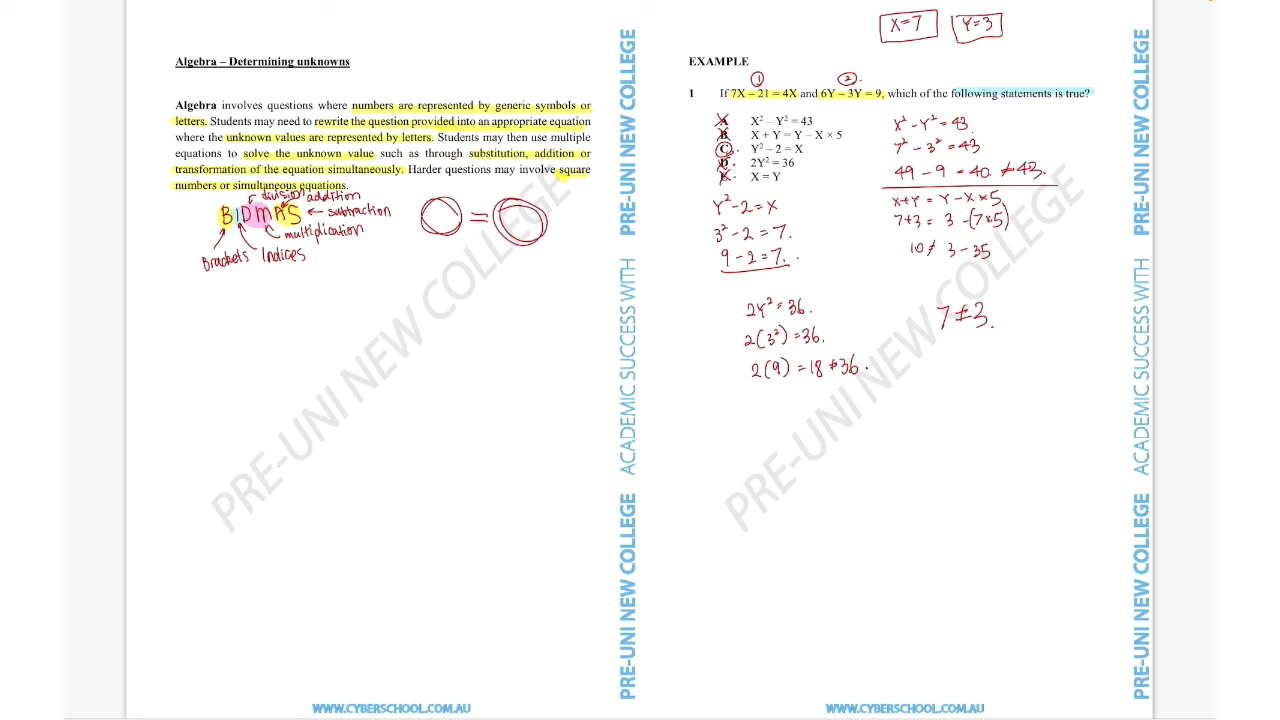 Algebra – Determining unknowns
Algebra involves questions where numbers are represented by generic symbols or
letters. Students may need to rewrite the question provided into an appropriate equation
where the unknown values are represented by letters. Students may then use multiple
equations to solve the unknown value such as through substitution, addition or
transformation of the equation simultaneously. Harder questions may involve square
numbers or simultaneous equations.
division addition
BIDMAS ← subtraction
multiplication
Brackets Indices
=
PRE-UNI NEW COLLEGE
PRE-UNI NEW COLLEGE ACADEMIC SUCCESS WITH PRE-UNI NEW COLLEGE
WWW.CYBERSCHOOL.COM.AU
X=7 Y=3
EXAMPLE
1 2.
1 If 7X – 21 = 4X and 6Y – 3Y = 9, which of the following statements is true?
A X² – Y² = 43
B X + Y = Y – X × 5
C Y² – 2 = X
D 2Y² = 36
E X = Y
X² - Y² = 43.
7² - 3² = 43
49 - 9 = 40. ≠ 43.
X+Y = Y - X × 5
7+3 = 3 - (7×5)
10 ≠ 3 - 35
Y² - 2 = X
3² - 2 = 7.
9 - 2 = 7.
2Y² = 36.
2(3²) = 36.
2(9) = 18 ≠ 36.
7 ≠ 3.
PRE-UNI NEW COLLEGE
PRE-UNI NEW COLLEGE ACADEMIC SUCCESS WITH PRE-UNI NEW COLLEGE
WWW.CYBERSCHOOL.COM.AU